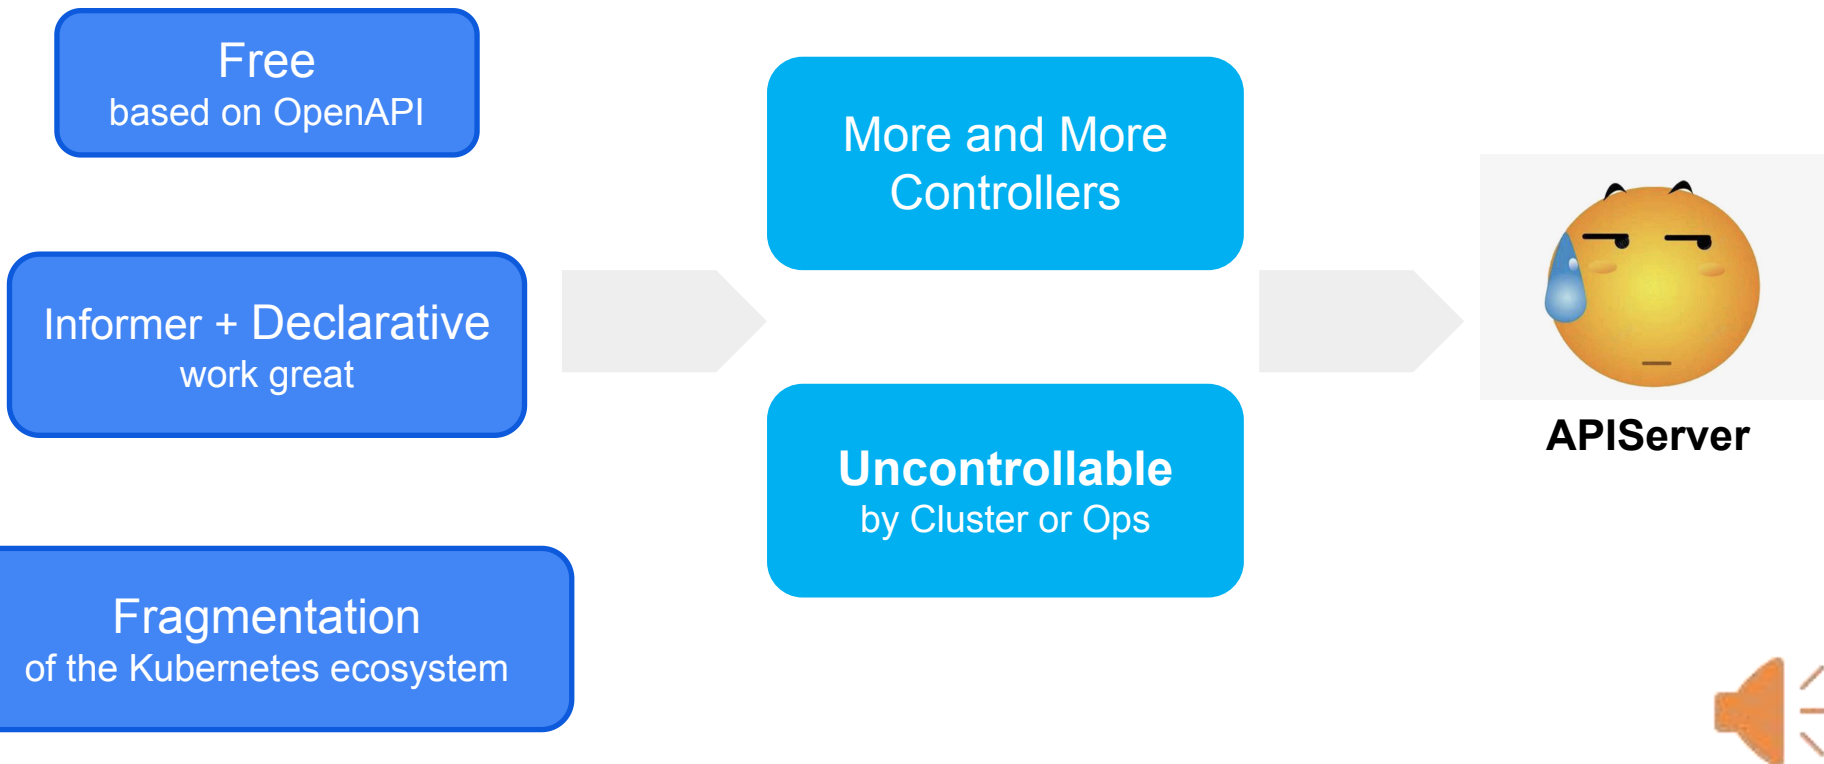 Free
based on OpenAPI
Informer + Declarative
work great
Fragmentation
of the Kubernetes ecosystem
More and More
Controllers
Uncontrollable
by Cluster or Ops
APIServer